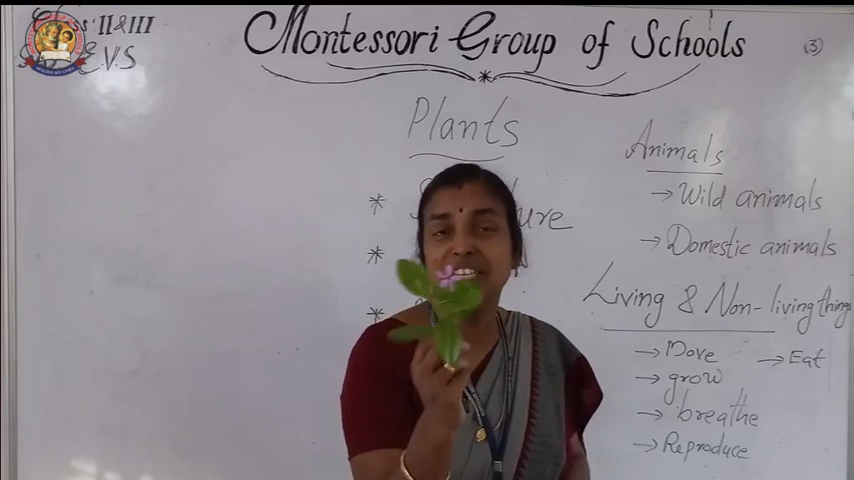 Class II & III
E.V.S
Montessori Group of Schools
3
Plants
*
*
*
Animals
→ Wild animals
→ Domestic animals
Living & Non-living things
→ Move → Eat
→ grow
→ breathe
→ Reproduce